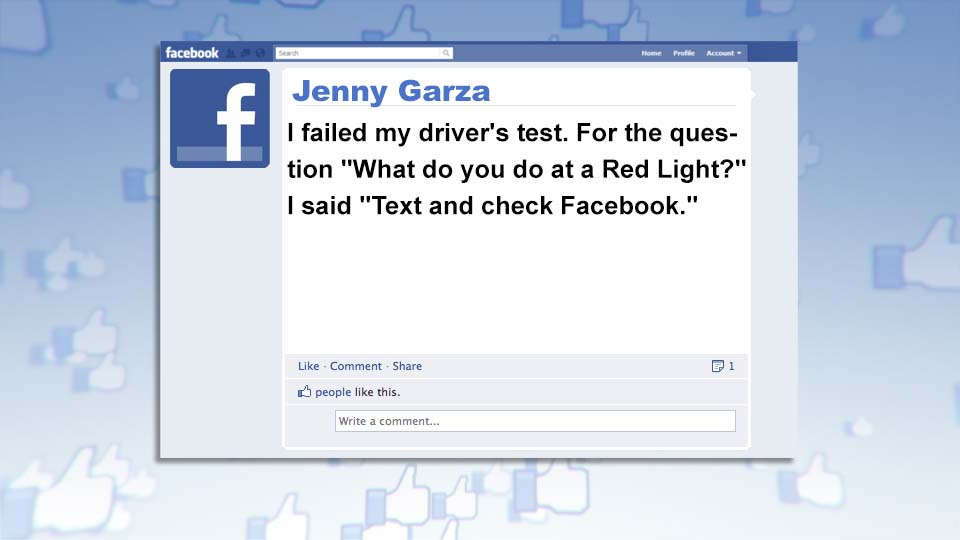 facebook
Search
Home Profile Account
Jenny Garza
I failed my driver's test. For the ques-
tion "What do you do at a Red Light?"
I said "Text and check Facebook."
Like · Comment · Share
1
people like this.
Write a comment...